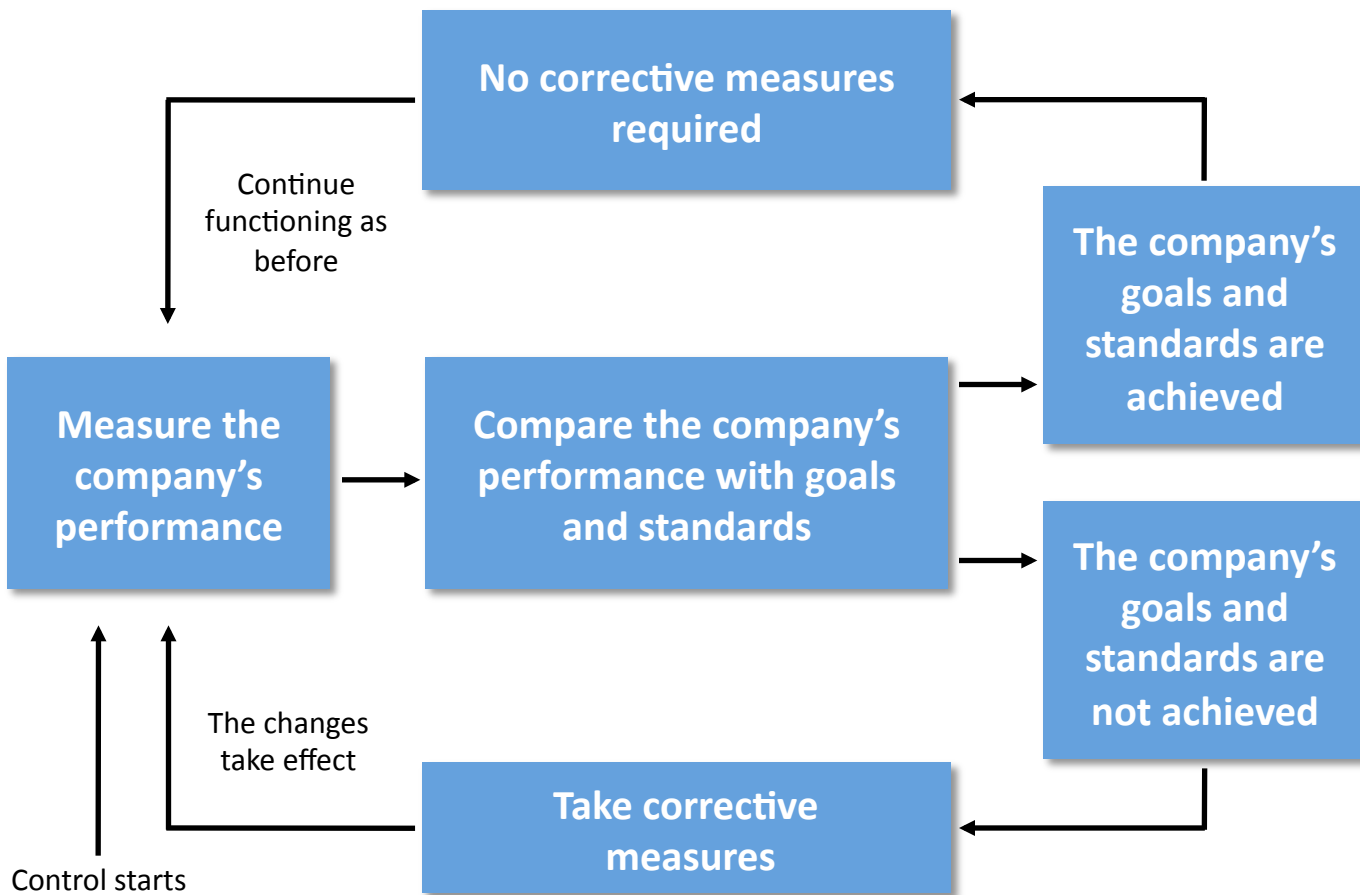 No corrective measures
required
Continue
functioning as
before
The company’s
goals and
standards are
achieved
Measure the
company’s
performance
Compare the company’s
performance with goals
and standards
The company’s
goals and
standards are
not achieved
The changes
take effect
Take corrective
measures
Control starts